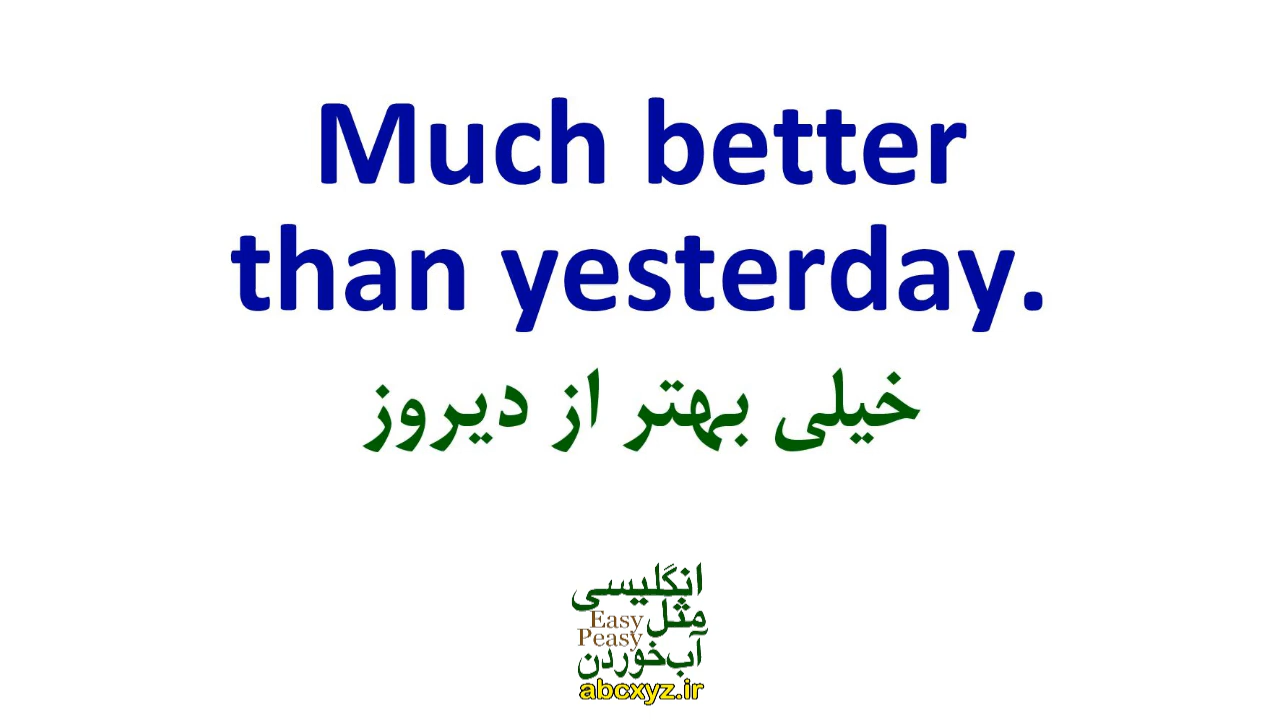 Much better
than yesterday.
خیلی بهتر از دیروز
انگلیسی
مثل
Easy
Peasy
آب‌خوردن
abcxyz.ir